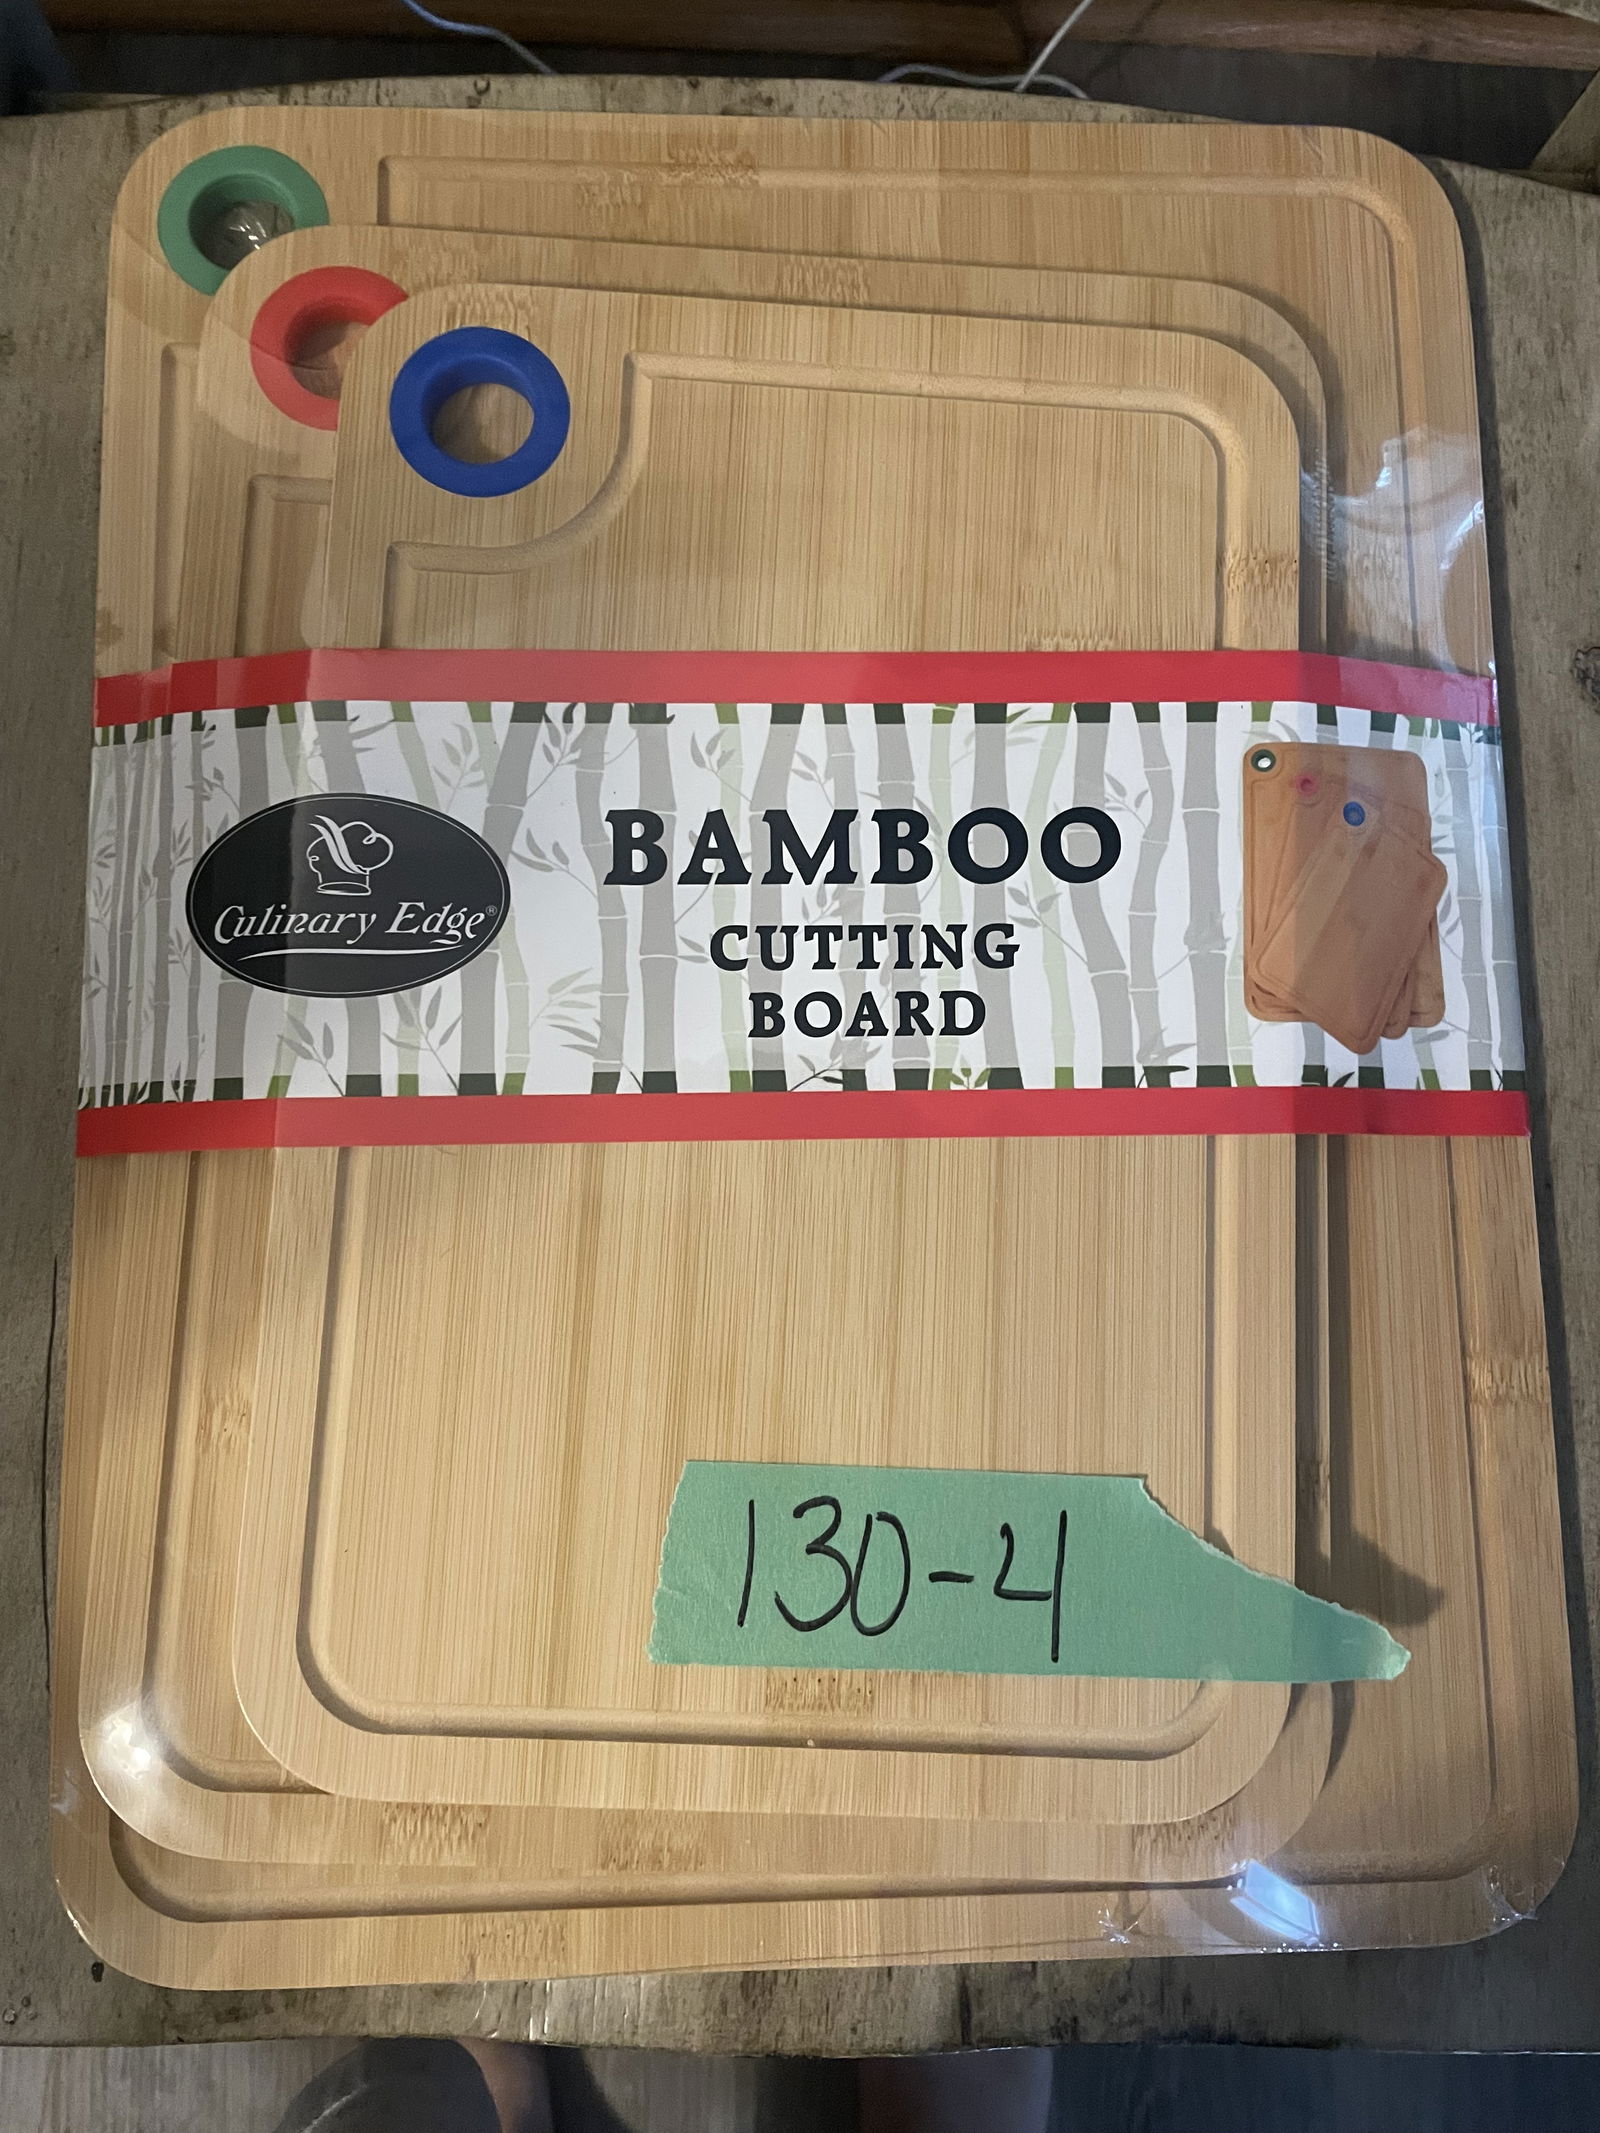 Culinary Edge®
BAMBOO
CUTTING
BOARD
130-4